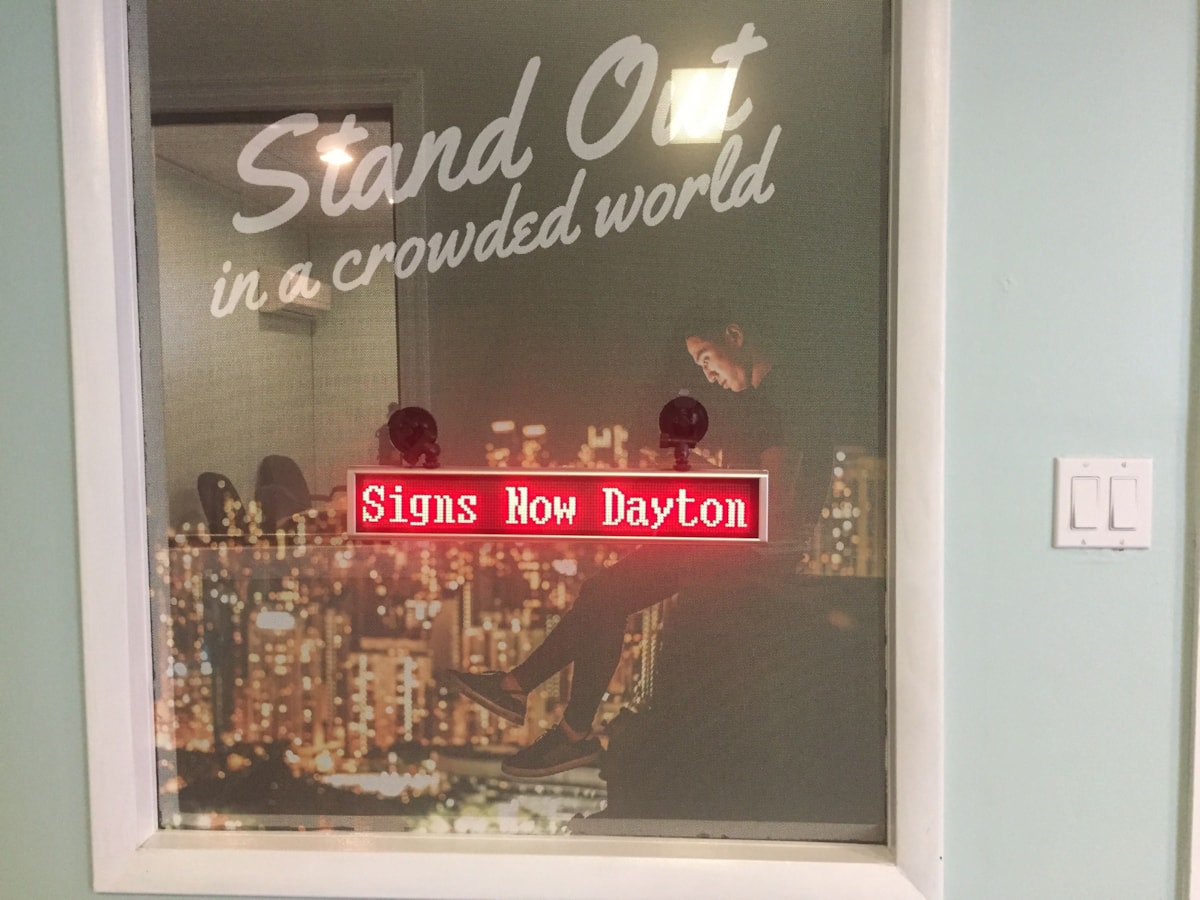 Stand Out
in a crowded world
Signs Now Dayton